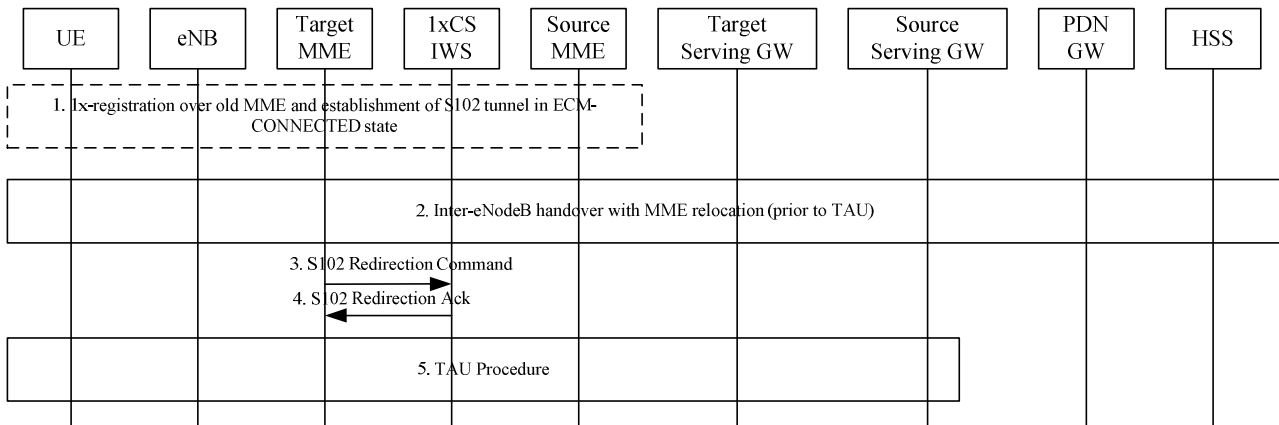 UE
eNB
Target
MME
1xCS
IWS
Source
MME
Target
Serving GW
Source
Serving GW
PDN
GW
HSS
1. 1x-registration over old MME and establishment of S102 tunnel in ECM-
CONNECTED state
2. Inter-eNodeB handover with MME relocation (prior to TAU)
3. S102 Redirection Command
4. S102 Redirection Ack
5. TAU Procedure